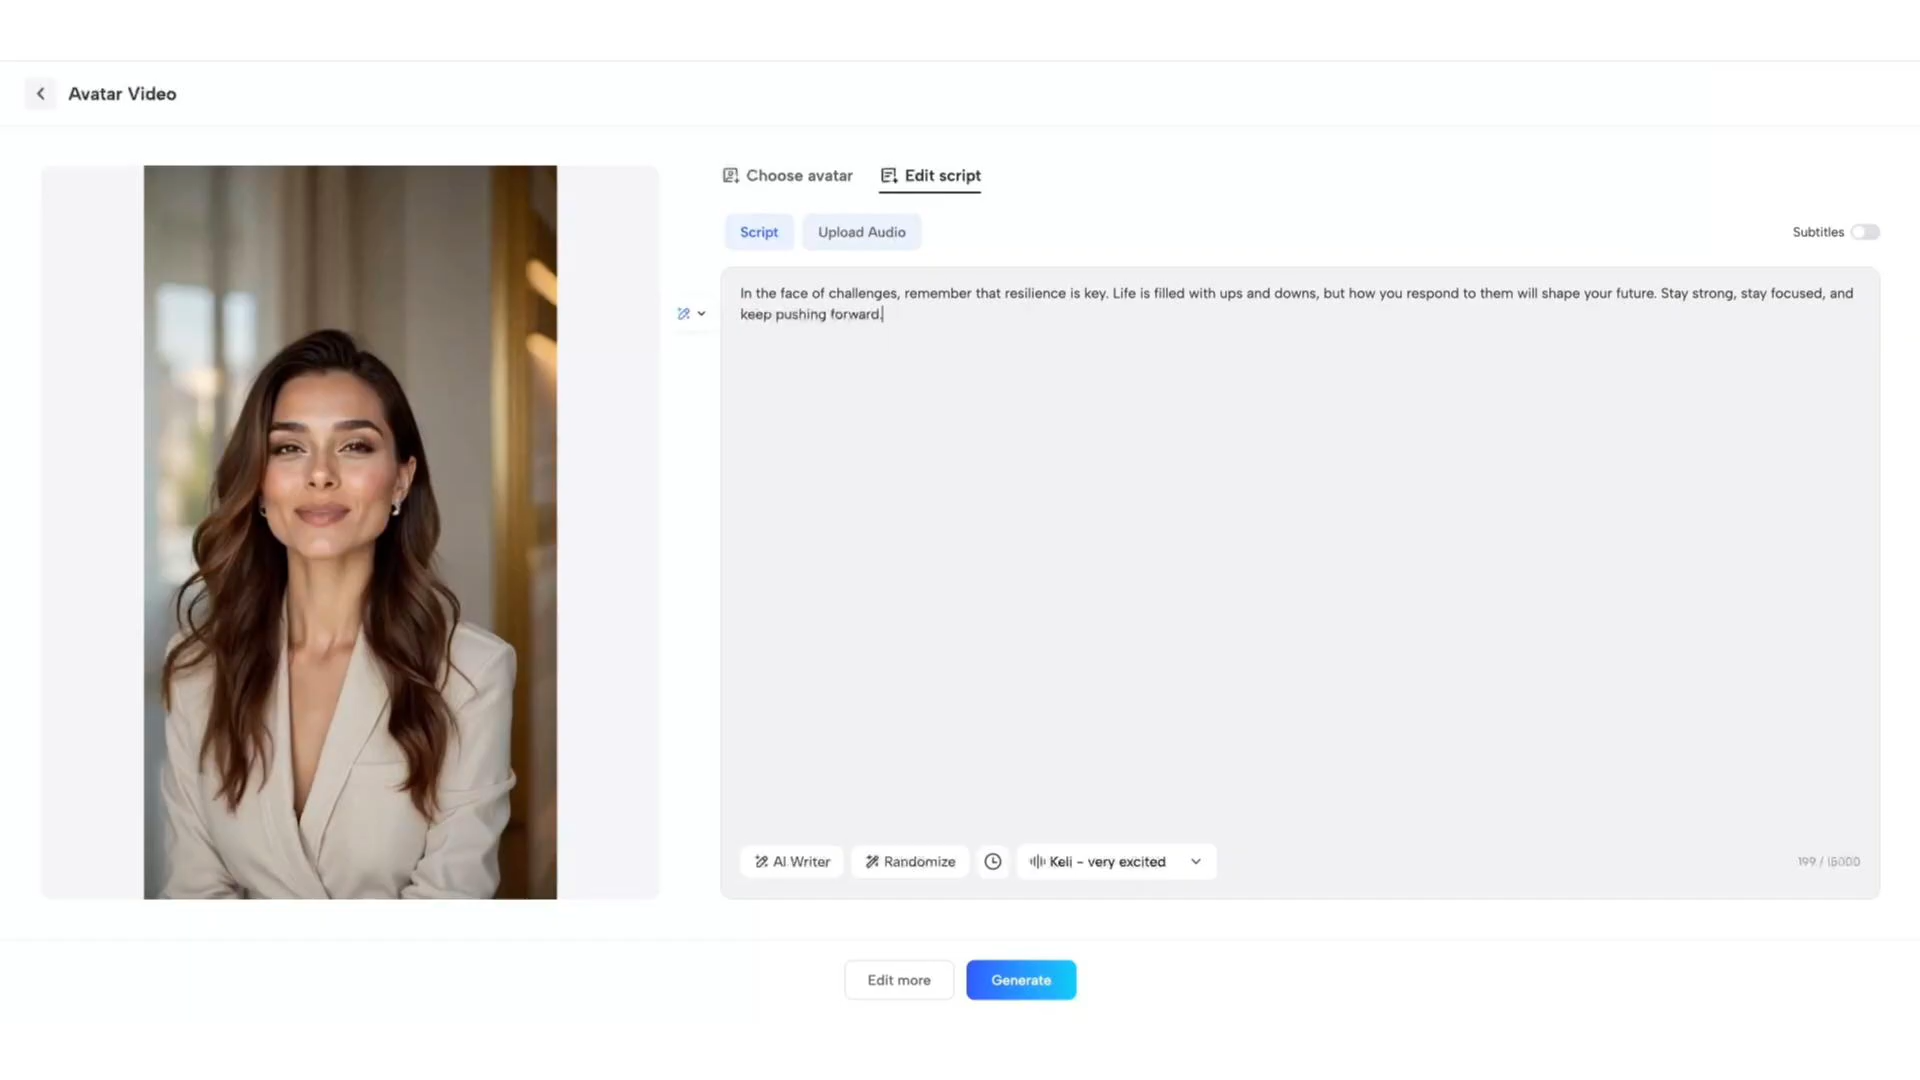 Avatar Video
Choose avatar
Edit script
Script
Upload Audio
Subtitles
In the face of challenges, remember that resilience is key. Life is filled with ups and downs, but how you respond to them will shape your future. Stay strong, stay focused, and
keep pushing forward.
AI Writer
Randomize
Keli - very excited
199 / 15000
Edit more
Generate